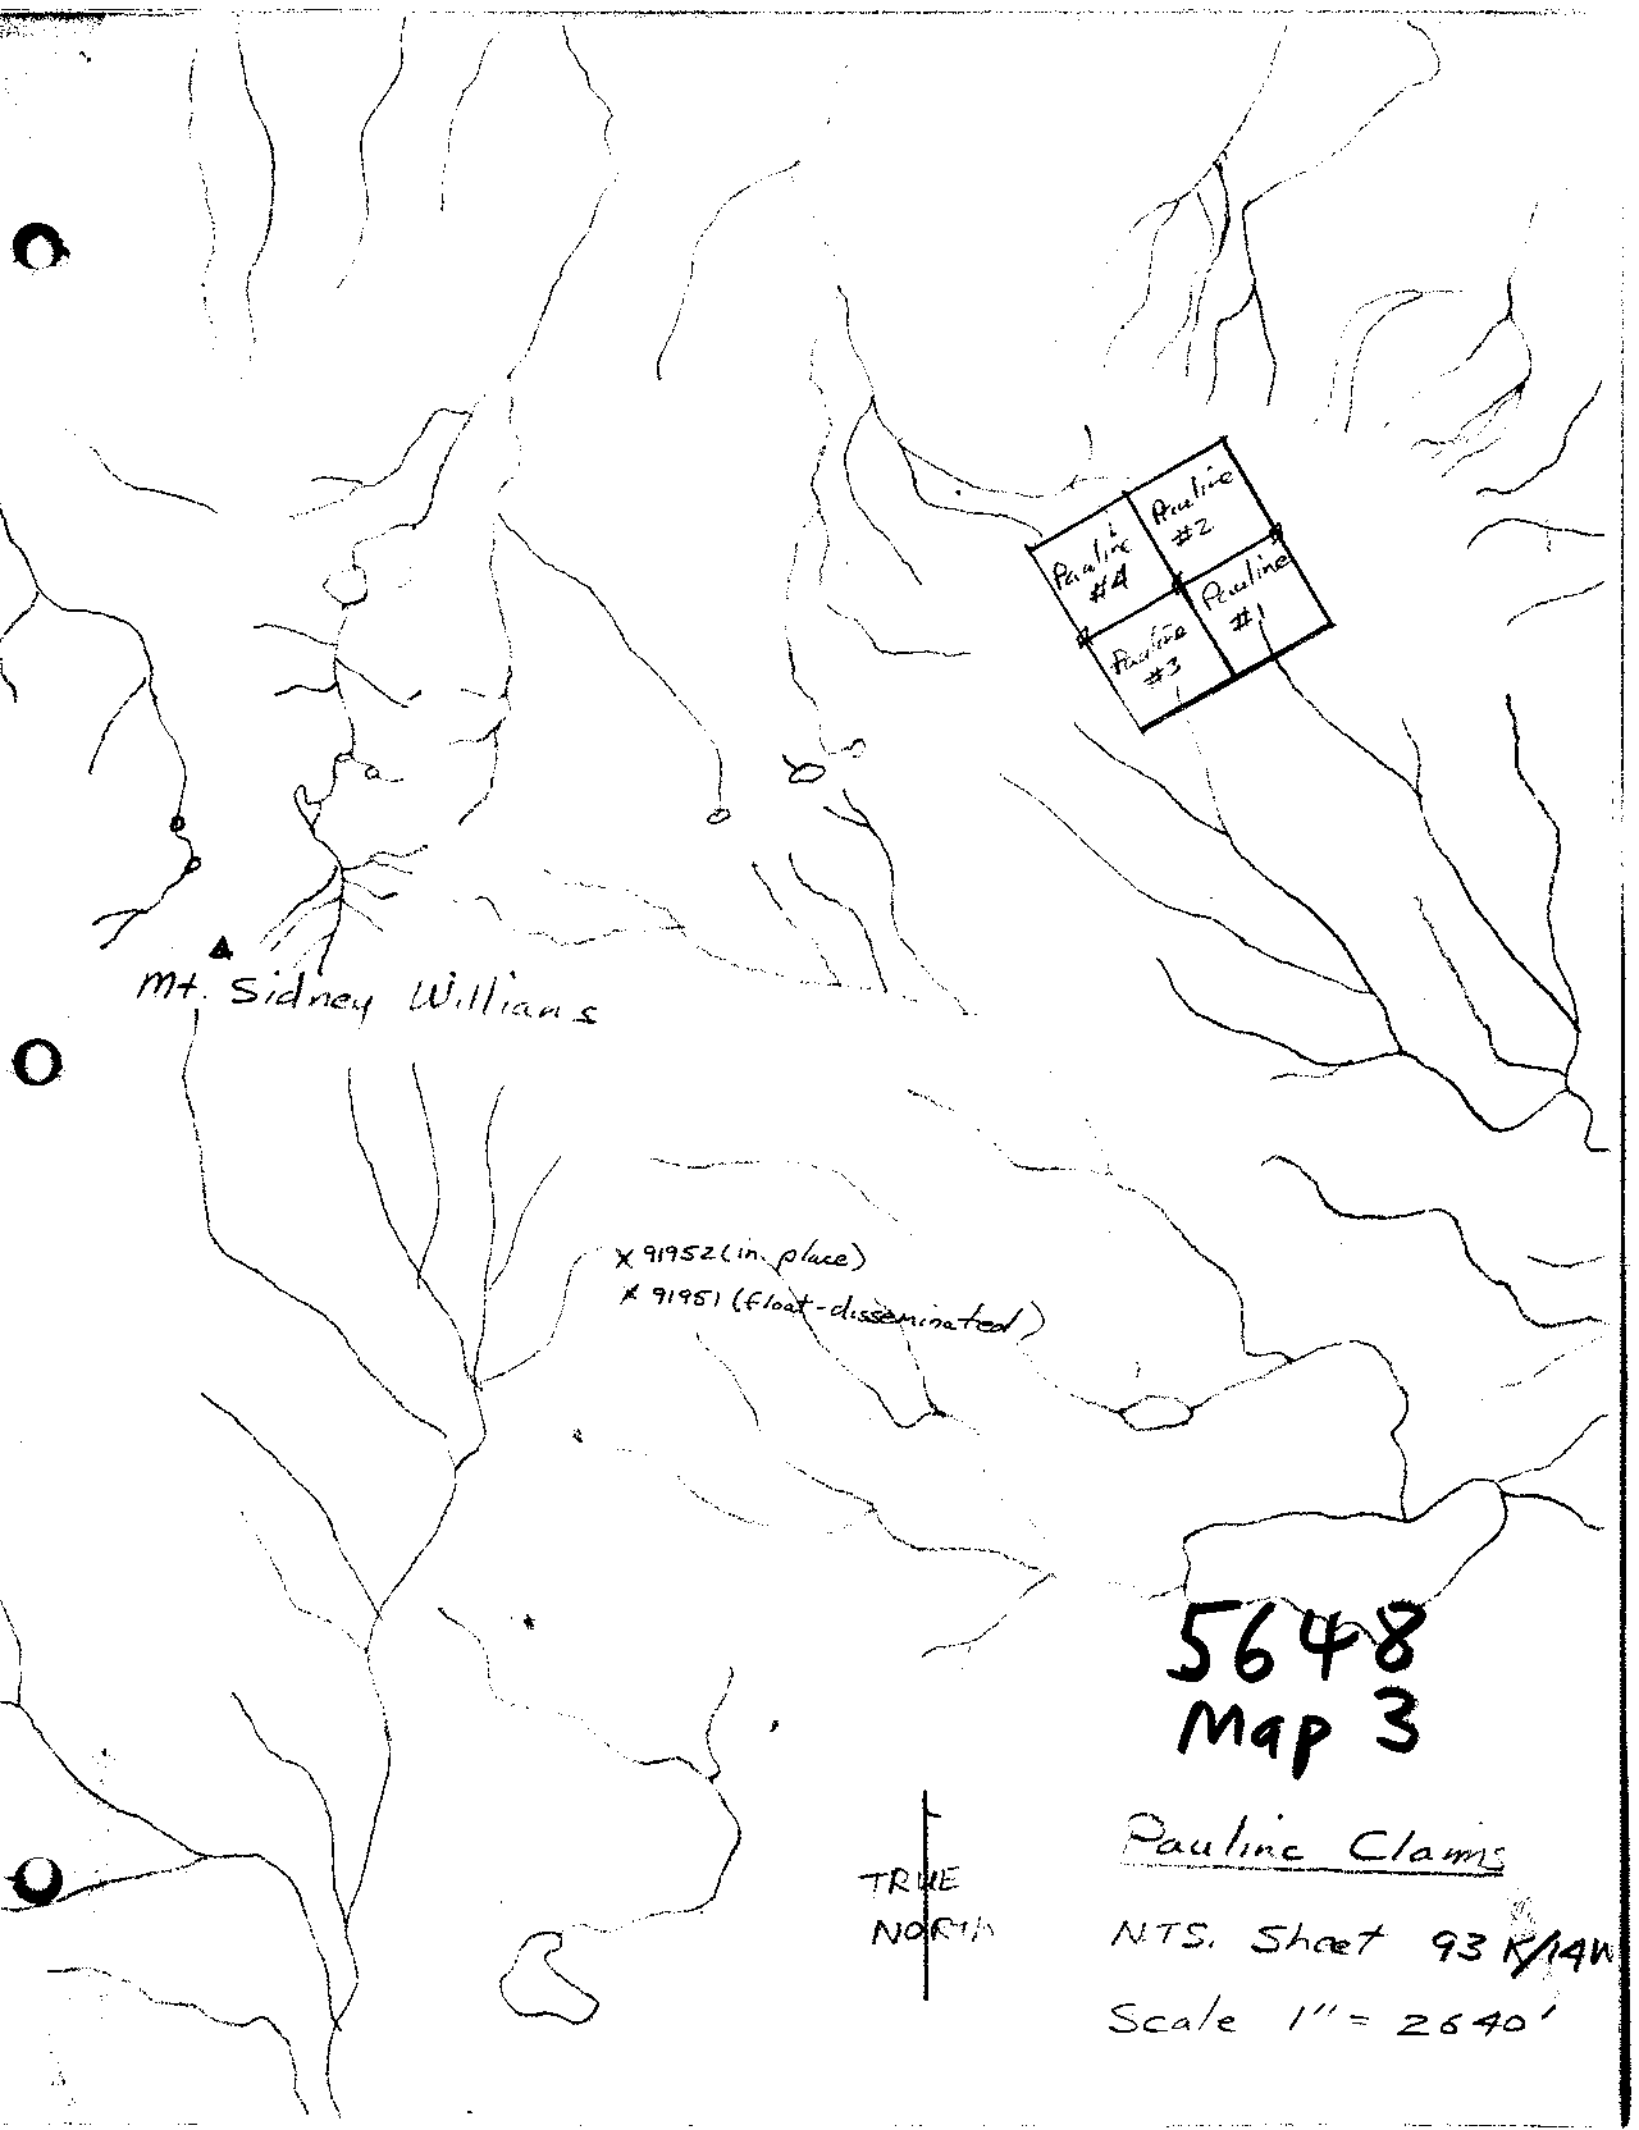 Pauline
#2
Pauline
#4
Pauline
#1
Pauline
#3
Mt. Sidney Willians
x 91952 (in place)
x 91951 (float-disseminated)
5648
Map 3
TRUE
NORTH
Pauline Claims
N.T.S. Sheet 93 K/14W
Scale 1" = 2640'